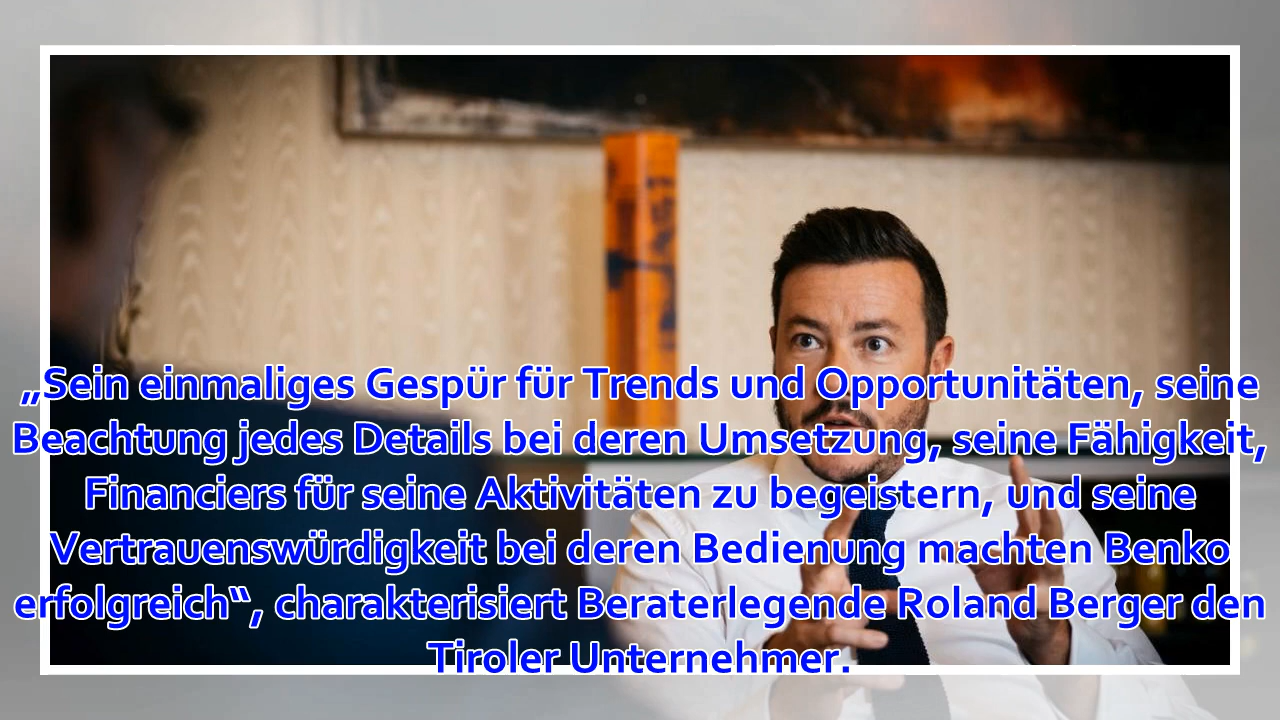 „Sein einmaliges Gespür für Trends und Opportunitäten, seine
Beachtung jedes Details bei deren Umsetzung, seine Fähigkeit,
Financiers für seine Aktivitäten zu begeistern, und seine
Vertrauenswürdigkeit bei deren Bedienung machten Benko
erfolgreich‟, charakterisiert Beraterlegende Roland Berger den
Tiroler Unternehmer.